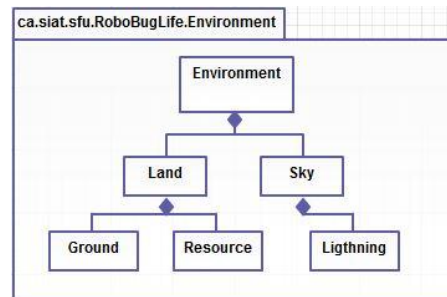 ca.siat.sfu.RoboBugLife.Environment
Environment
Land
Sky
Ground
Resource
Ligthning